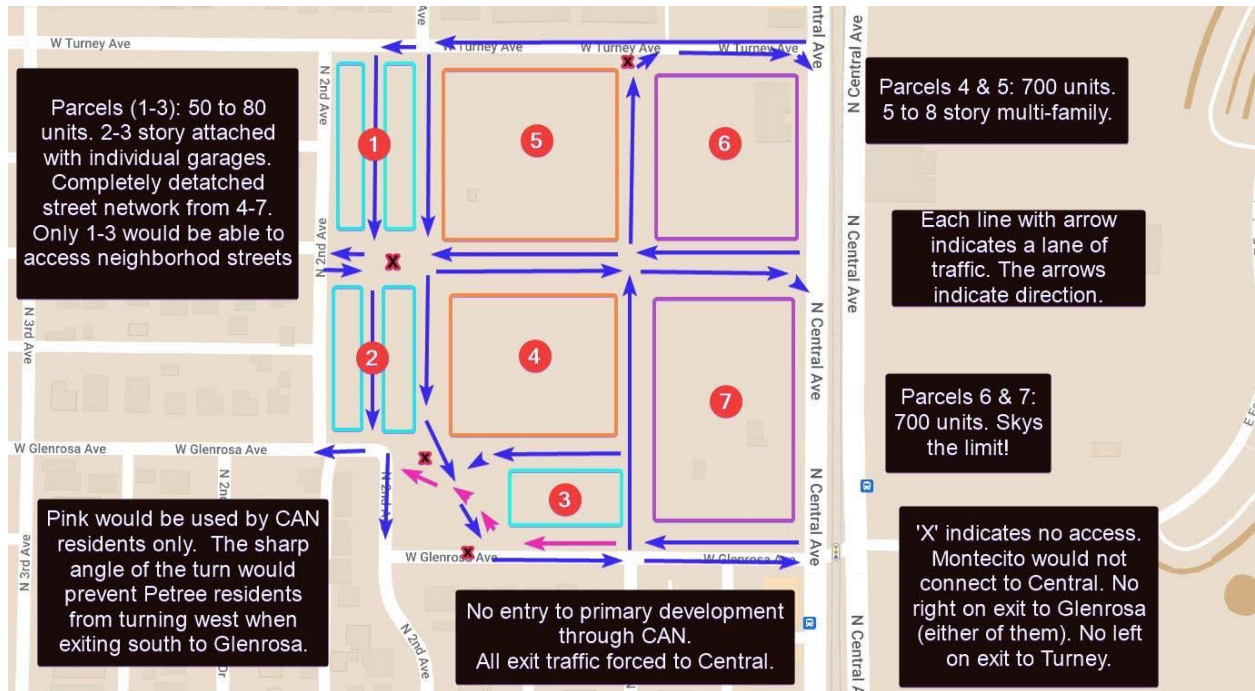 W Turney Ave
W Turney Ave
W Turney Ave
W Turney Ave
N Central Ave
N Central Ave
N 2nd Ave
Parcels (1-3): 50 to 80
units. 2-3 story attached
with individual garages.
Completely detatched
street network from 4-7.
Only 1-3 would be able to
access neighborhod streets
X
1
5
6
Parcels 4 & 5: 700 units.
5 to 8 story multi-family.
N 2nd Ave
X
N Central Ave
Each line with arrow
indicates a lane of
traffic. The arrows
indicate direction.
N 3rd Ave
2
4
7
N Central Ave
Parcels 6 & 7:
700 units. Skys
the limit!
W Glenrosa Ave
W Glenrosa Ave
X
3
N Central Ave
Pink would be used by CAN
residents only. The sharp
angle of the turn would
prevent Petree residents
from turning west when
exiting south to Glenrosa.
N 3rd Ave
X
W Glenrosa Ave
W Glenrosa Ave
No entry to primary development
through CAN.
All exit traffic forced to Central.
N 2nd Ave
N Central A
'X' indicates no access.
Montecito would not
connect to Central. No
right on exit to Glenrosa
(either of them). No left
on exit to Turney.